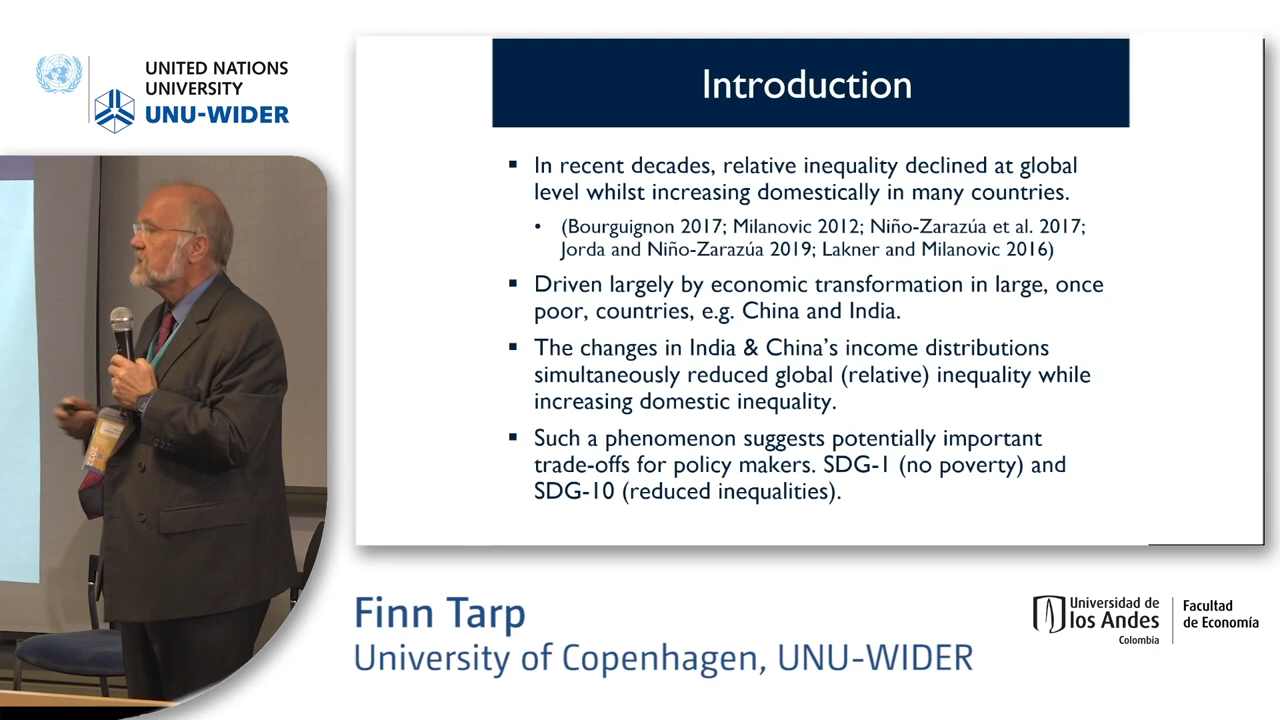 UNITED NATIONS
UNIVERSITY
UNU-WIDER
Introduction
▪ In recent decades, relative inequality declined at global
level whilst increasing domestically in many countries.
• (Bourguignon 2017; Milanovic 2012; Niño-Zarazúa et al. 2017;
Jorda and Niño-Zarazúa 2019; Lakner and Milanovic 2016)
▪ Driven largely by economic transformation in large, once
poor, countries, e.g. China and India.
▪ The changes in India & China's income distributions
simultaneously reduced global (relative) inequality while
increasing domestic inequality.
▪ Such a phenomenon suggests potentially important
trade-offs for policy makers. SDG-1 (no poverty) and
SDG-10 (reduced inequalities).
Finn Tarp
University of Copenhagen, UNU-WIDER
Universidad de
los Andes
Colombia
Facultad
de Economía